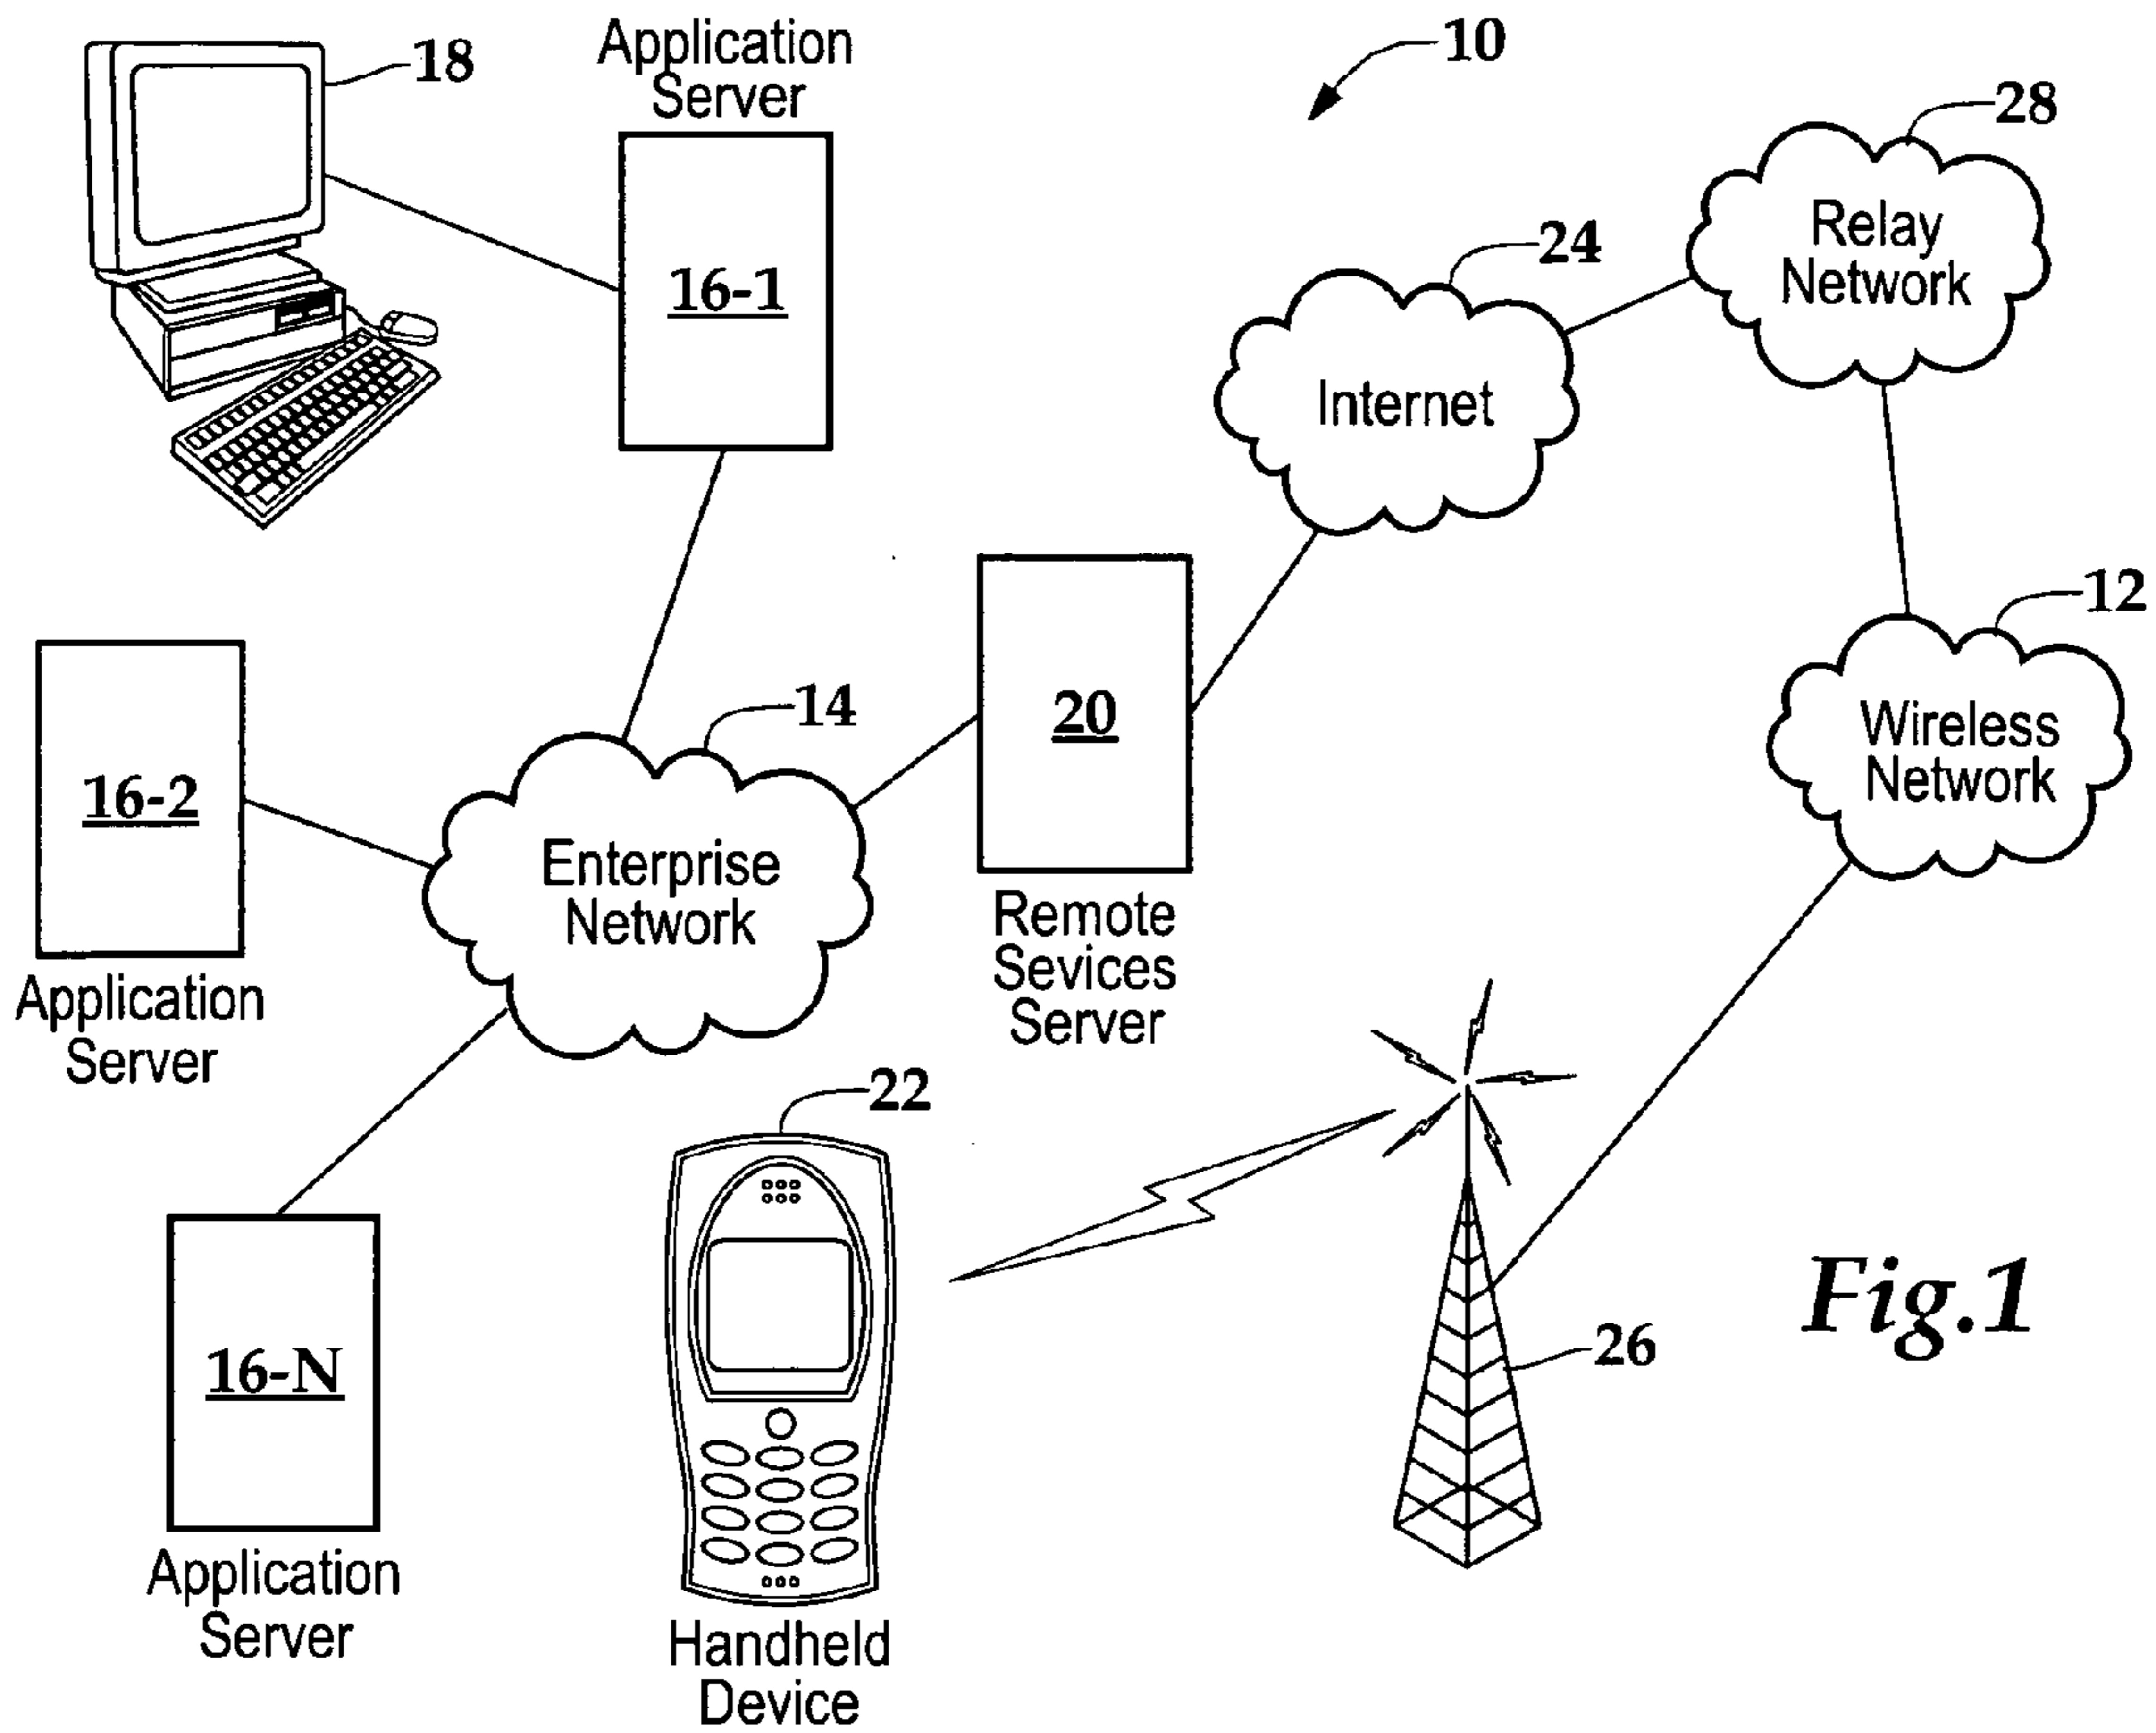 18
Application
Server
16-1
10
28
Relay
Network
24
Internet
12
Wireless
Network
16-2
Application
Server
14
Enterprise
Network
20
Remote
Sevices
Server
16-N
Application
Server
22
Handheld
Device
26
Fig.1